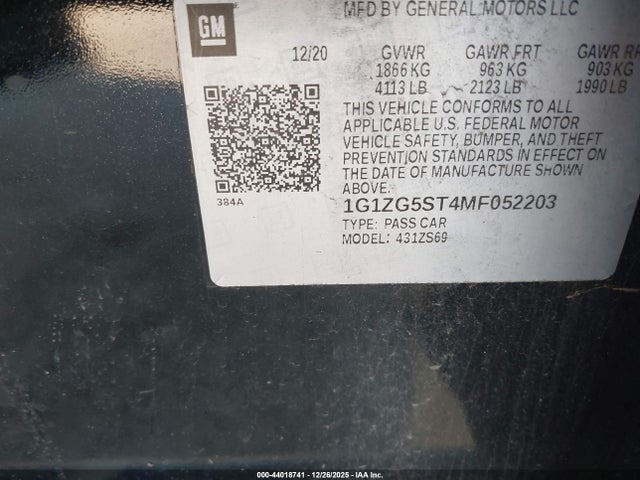 MFD BY GENERAL MOTORS LLC
GM
12/20 GVWR GAWR FRT GAWR RR
1866 KG 963 KG 903 KG
4113 LB 2123 LB 1990 LB
THIS VEHICLE CONFORMS TO ALL
APPLICABLE U.S. FEDERAL MOTOR
VEHICLE SAFETY, BUMPER, AND THEFT
PREVENTION STANDARDS IN EFFECT ON
THE DATE OF MANUFACTURE SHOWN
ABOVE.
384A
1G1ZG5ST4MF052203
TYPE: PASS CAR
MODEL: 431ZS69
000-44018741 - 12/26/2025 - IAA Inc.